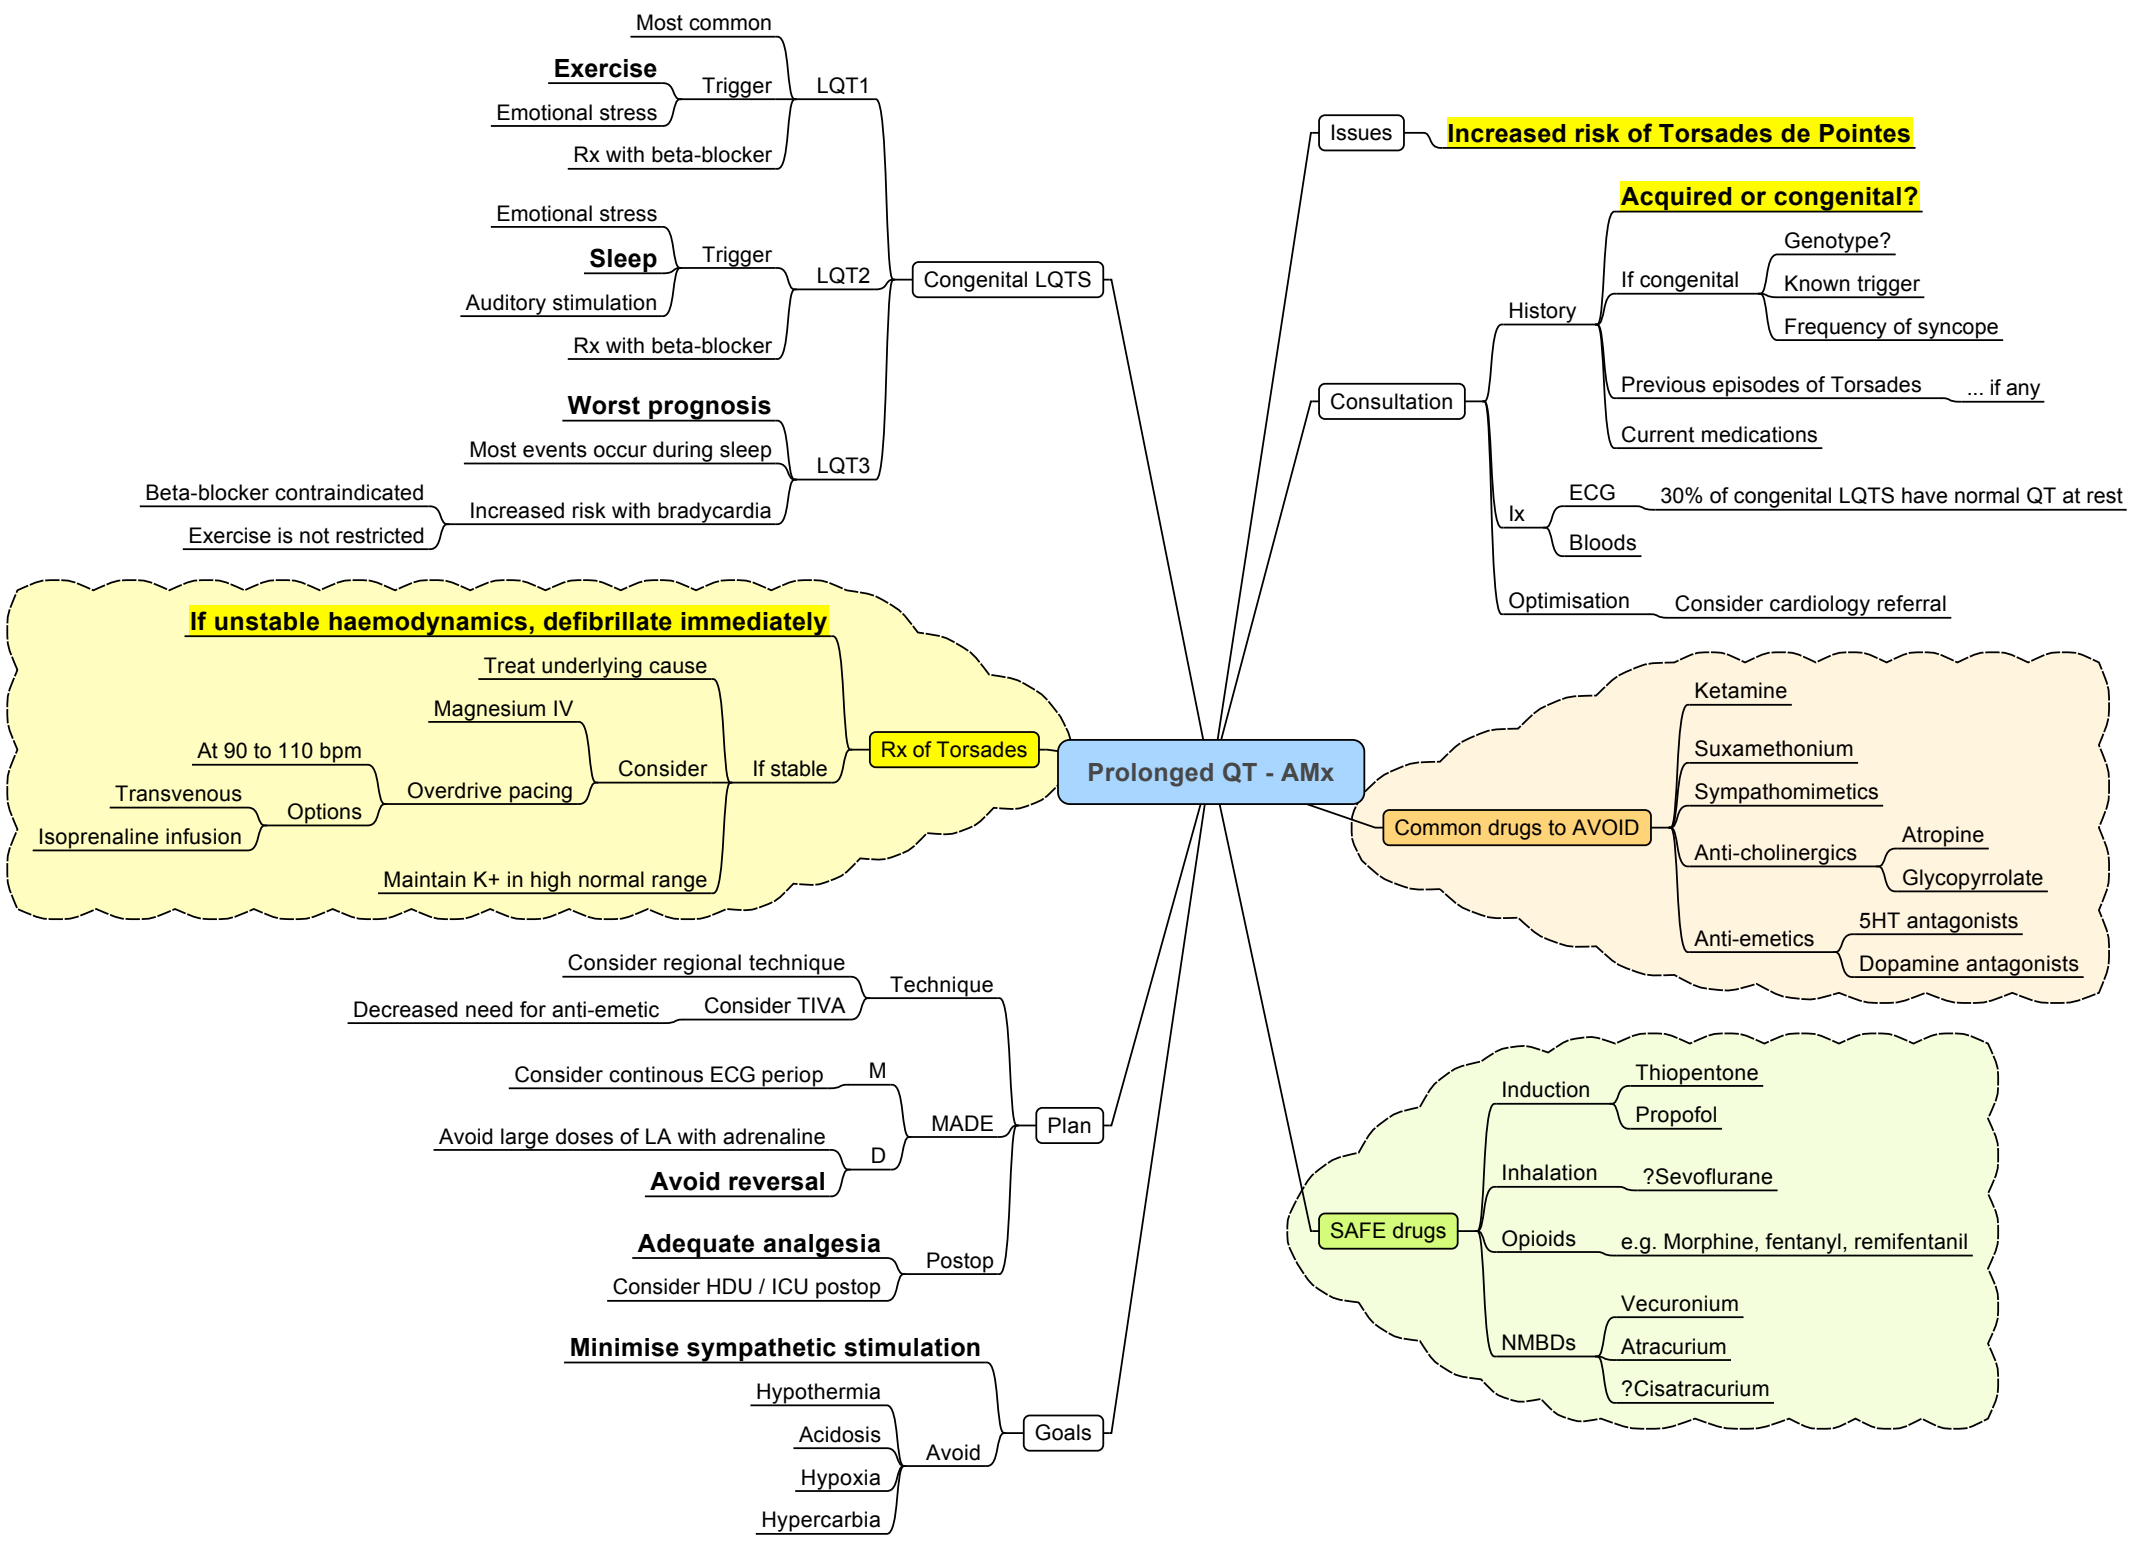 Prolonged QT - AMx
Issues
Increased risk of Torsades de Pointes
Consultation
History
Acquired or congenital?
If congenital
Genotype?
Known trigger
Frequency of syncope
Previous episodes of Torsades
... if any
Current medications
Ix
ECG
30% of congenital LQTS have normal QT at rest
Bloods
Optimisation
Consider cardiology referral
Common drugs to AVOID
Ketamine
Suxamethonium
Sympathomimetics
Anti-cholinergics
Atropine
Glycopyrrolate
Anti-emetics
5HT antagonists
Dopamine antagonists
SAFE drugs
Induction
Thiopentone
Propofol
Inhalation
?Sevoflurane
Opioids
e.g. Morphine, fentanyl, remifentanil
NMBDs
Vecuronium
Atracurium
?Cisatracurium
Congenital LQTS
LQT1
Most common
Trigger
Exercise
Emotional stress
Rx with beta-blocker
LQT2
Trigger
Emotional stress
Sleep
Auditory stimulation
Rx with beta-blocker
LQT3
Worst prognosis
Most events occur during sleep
Increased risk with bradycardia
Beta-blocker contraindicated
Exercise is not restricted
Rx of Torsades
If unstable haemodynamics, defibrillate immediately
If stable
Treat underlying cause
Consider
Magnesium IV
Overdrive pacing
At 90 to 110 bpm
Options
Transvenous
Isoprenaline infusion
Maintain K+ in high normal range
Plan
Technique
Consider regional technique
Consider TIVA
Decreased need for anti-emetic
MADE
M
Consider continous ECG periop
D
Avoid large doses of LA with adrenaline
Avoid reversal
Postop
Adequate analgesia
Consider HDU / ICU postop
Goals
Minimise sympathetic stimulation
Avoid
Hypothermia
Acidosis
Hypoxia
Hypercarbia